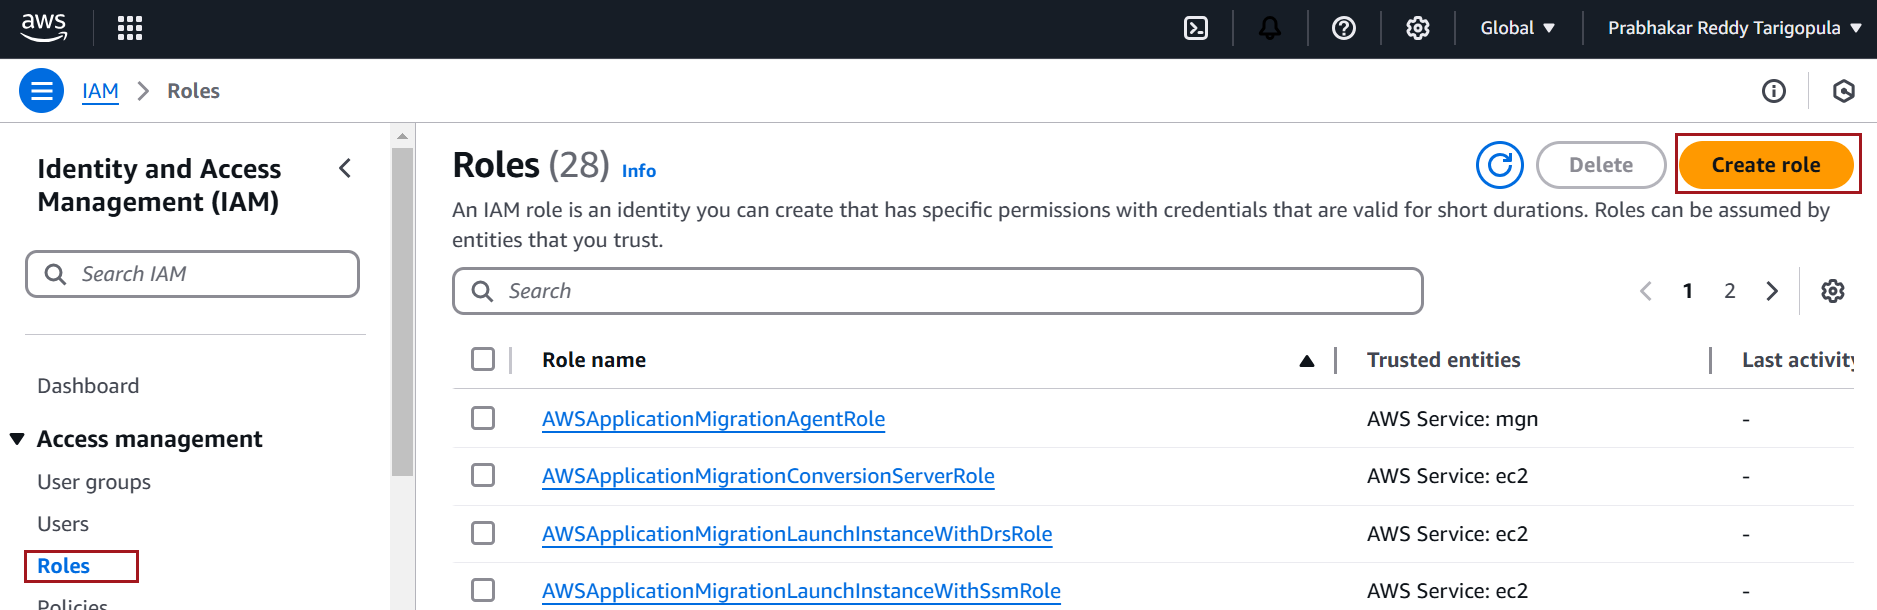 aws
Global
Prabhakar Reddy Tarigopula
IAM
Roles
Identity and Access
Management (IAM)
Search IAM
Dashboard
Access management
User groups
Users
Roles
Policies
Roles (28) Info
Delete
Create role
An IAM role is an identity you can create that has specific permissions with credentials that are valid for short durations. Roles can be assumed by
entities that you trust.
Search
1 2
Role name Trusted entities Last activity
AWSApplicationMigrationAgentRole AWS Service: mgn -
AWSApplicationMigrationConversionServerRole AWS Service: ec2 -
AWSApplicationMigrationLaunchInstanceWithDrsRole AWS Service: ec2 -
AWSApplicationMigrationLaunchInstanceWithSsmRole AWS Service: ec2 -